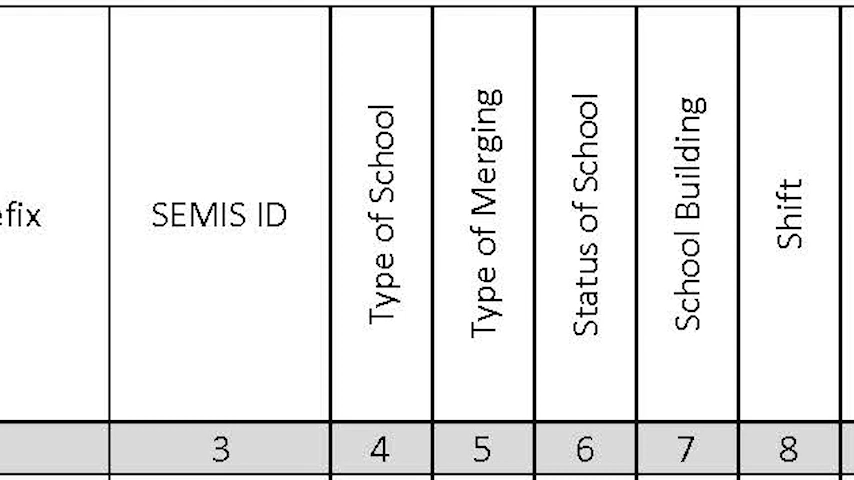 SEMIS ID
Type of School
Type of Merging
Status of School
School Building
Shift
3
4
5
6
7
8